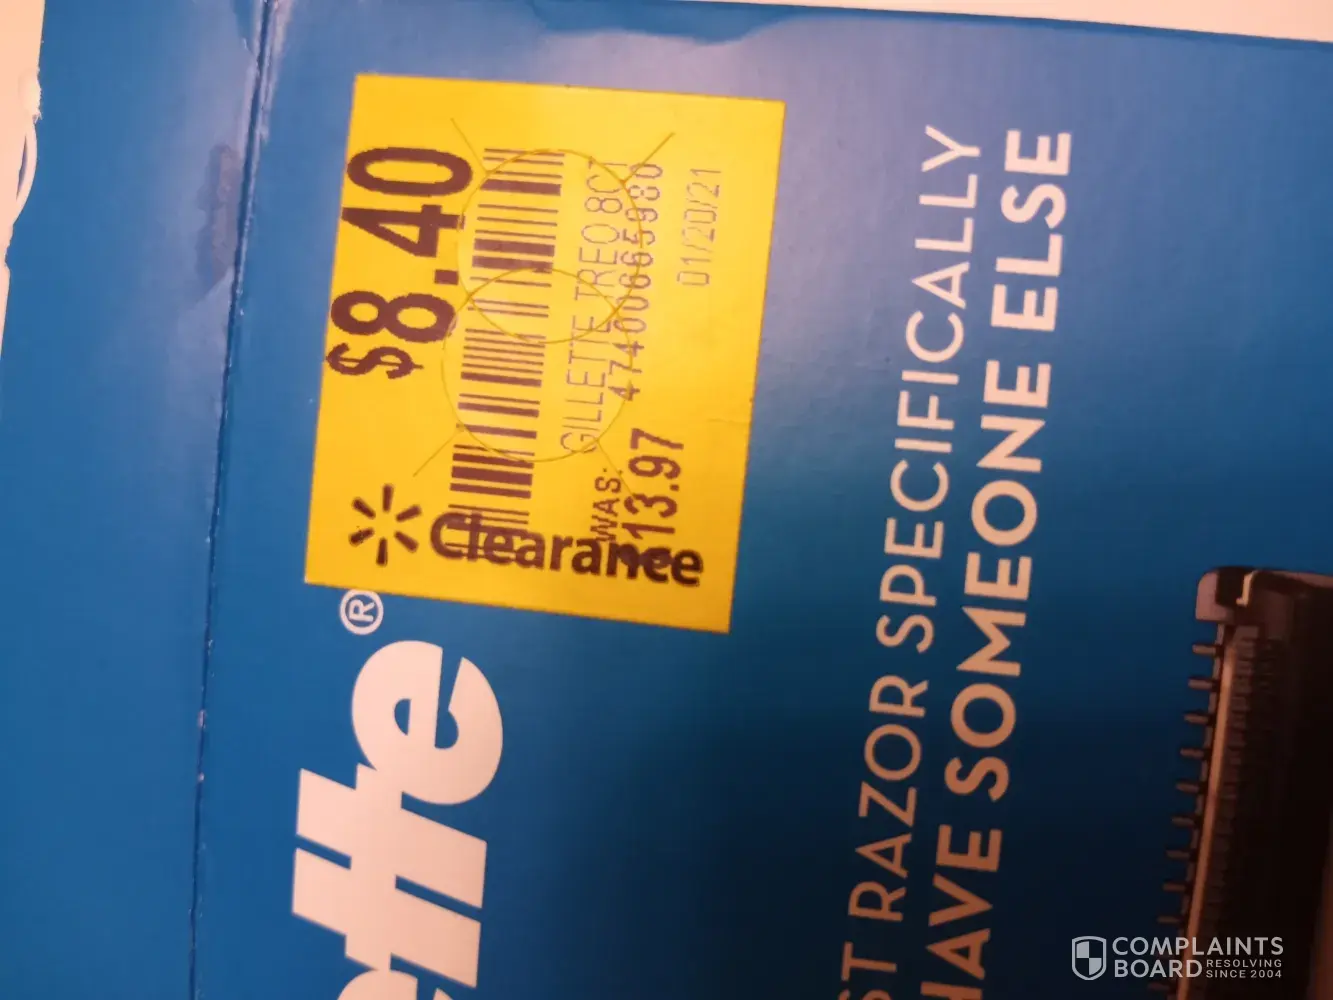 $8.40
GILLETTE TREO 8CT
47400665980
01/20/21
WAS:
$13.97
Clearance
ette®
ST RAZOR SPECIFICALLY
HAVE SOMEONE ELSE
COMPLAINTS
BOARD RESOLVING
SINCE 2004